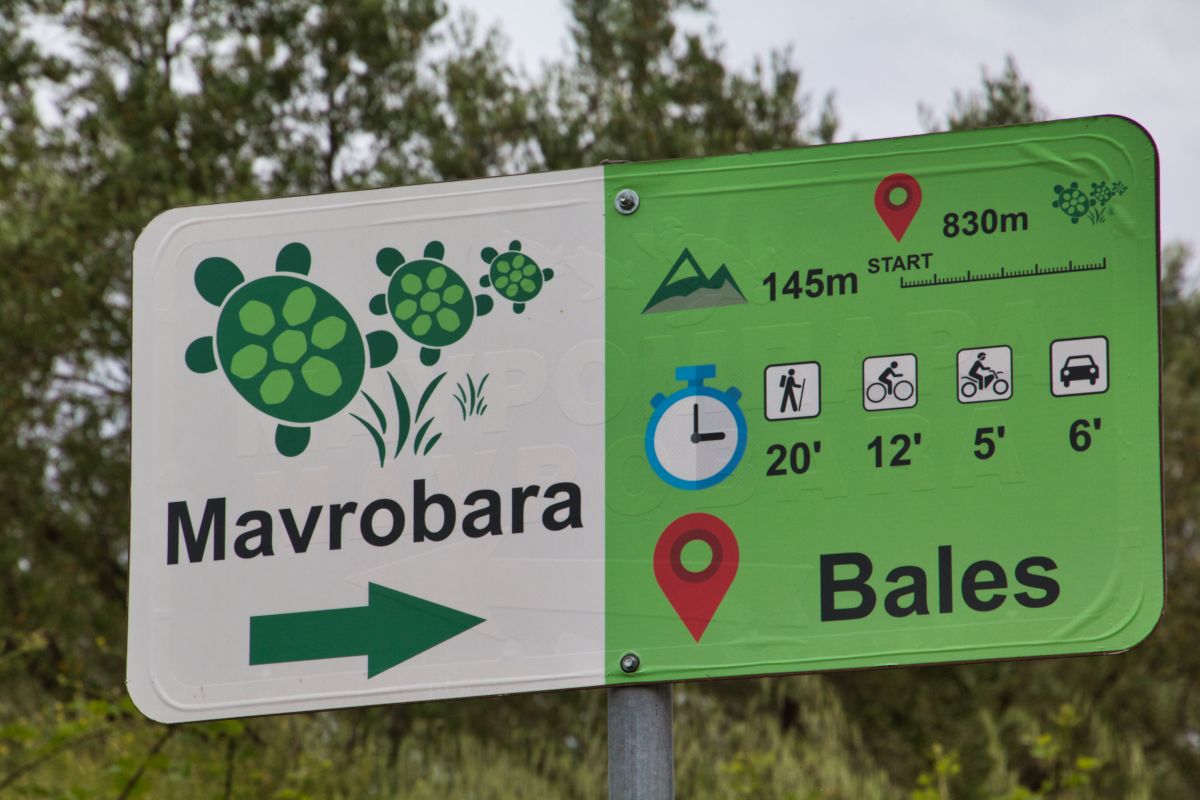 Mavrobara
830m
START
145m
20' 12' 5' 6'
Bales